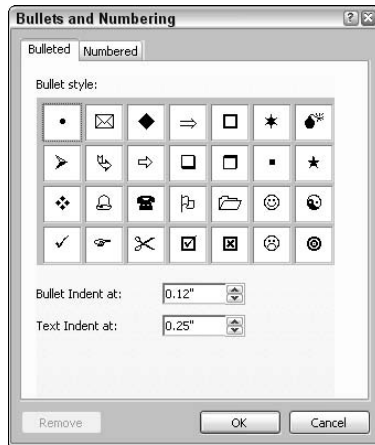 Bullets and Numbering
Bulleted Numbered
Bullet style:
Bullet Indent at: 0.12"
Text Indent at: 0.25"
Remove OK Cancel